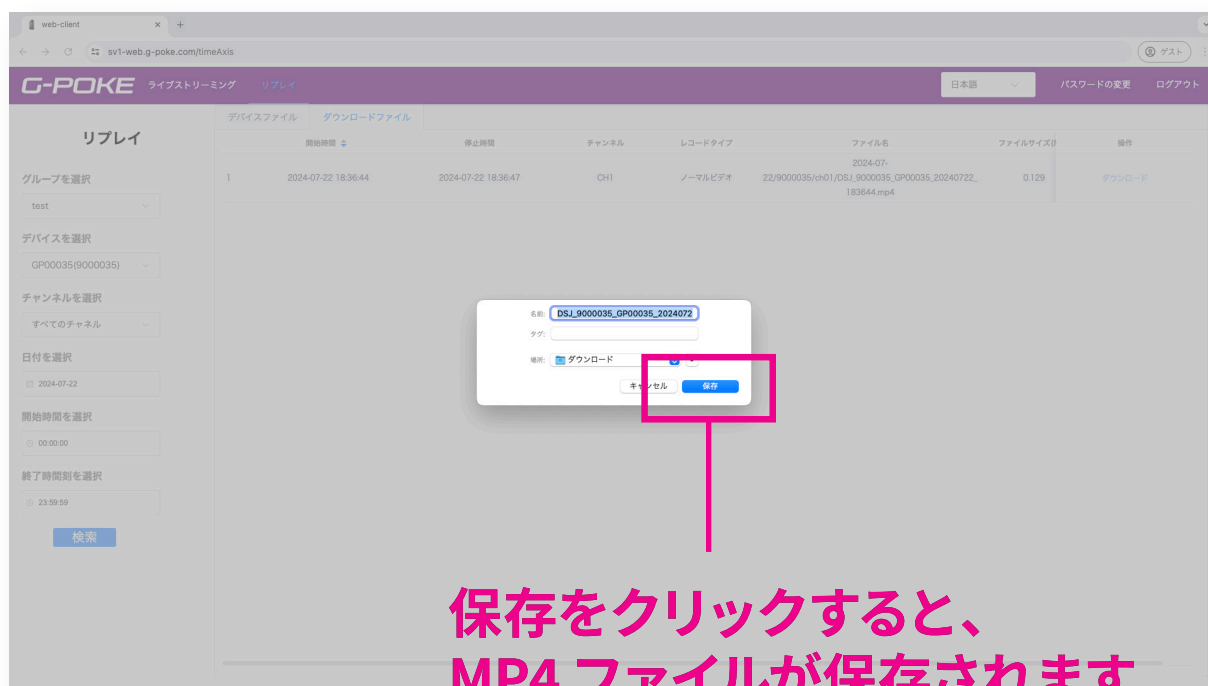 web-client
sv1-web.g-poke.com/timeAxis
ゲスト
G-POKE ライブストリーミング リプレイ 日本語 パスワードの変更 ログアウト
デバイスファイル ダウンロードファイル
リプレイ
開始時間 停止時間 チャンネル レコードタイプ ファイル名 ファイルサイズ(I 操作
1 2024-07-22 18:36:44 2024-07-22 18:36:47 CH1 ノーマルビデオ 2024-07-
22/9000035/ch01/DSJ_9000035_GP00035_20240722_ 0.129 ダウンロード
183644.mp4
グループを選択
test
デバイスを選択
GP00035(9000035)
チャンネルを選択
すべてのチャネル
日付を選択
2024-07-22
開始時間を選択
00:00:00
終了時間刻を選択
23:59:59
検索
名前: DSJ_9000035_GP00035_2024072
タグ:
場所: ダウンロード
キャンセル 保存
保存をクリックすると、
MP4 ファイルが保存されます